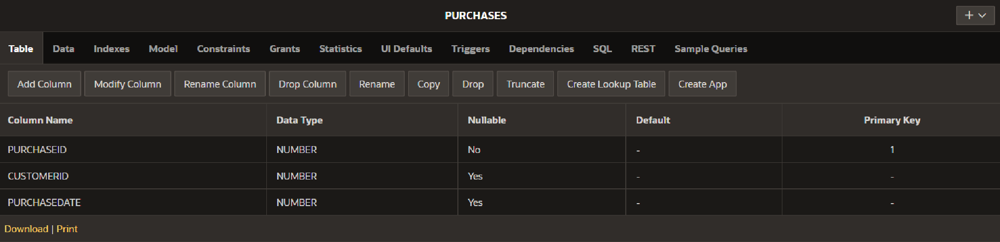 PURCHASES
Table Data Indexes Model Constraints Grants Statistics UI Defaults Triggers Dependencies SQL REST Sample Queries
Add Column Modify Column Rename Column Drop Column Rename Copy Drop Truncate Create Lookup Table Create App
Column Name Data Type Nullable Default Primary Key
PURCHASEID NUMBER No - 1
CUSTOMERID NUMBER Yes - -
PURCHASEDATE NUMBER Yes - -
Download | Print